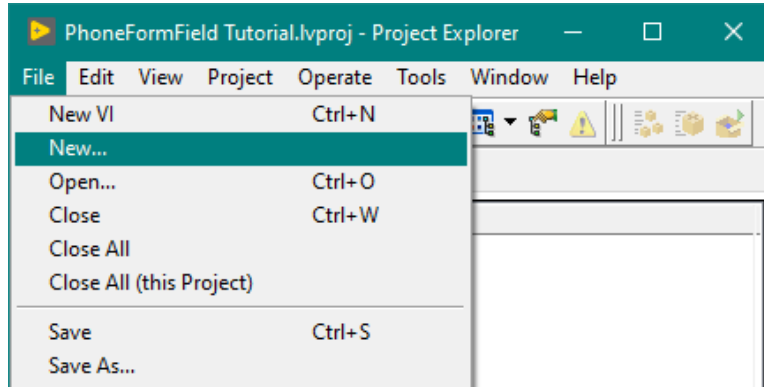 PhoneFormField Tutorial.lvproj - Project Explorer
File Edit View Project Operate Tools Window Help
New VI Ctrl+N
New...
Open... Ctrl+O
Close Ctrl+W
Close All
Close All (this Project)
Save Ctrl+S
Save As...